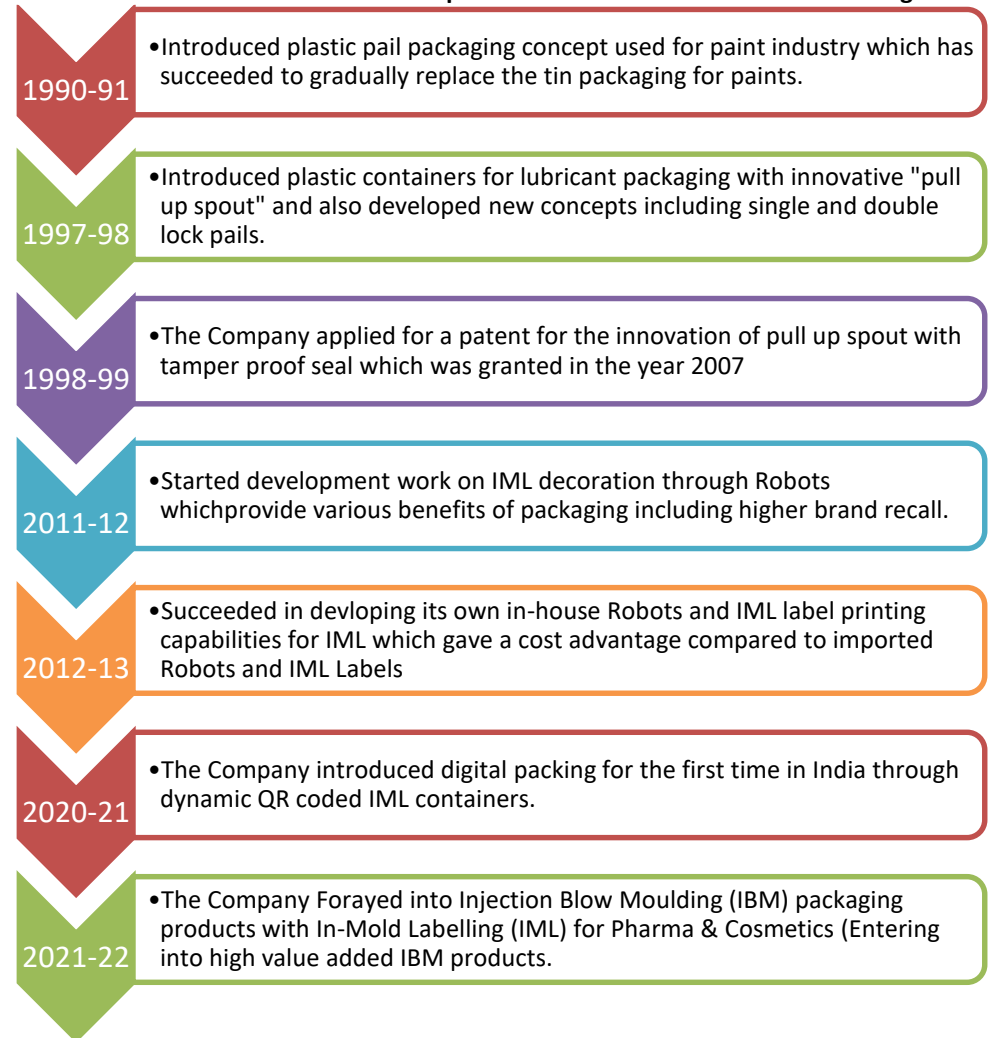 1990-91
•Introduced plastic pail packaging concept used for paint industry which has
succeeded to gradually replace the tin packaging for paints.
1997-98
•Introduced plastic containers for lubricant packaging with innovative "pull
up spout" and also developed new concepts including single and double
lock pails.
1998-99
•The Company applied for a patent for the innovation of pull up spout with
tamper proof seal which was granted in the year 2007
2011-12
•Started development work on IML decoration through Robots
whichprovide various benefits of packaging including higher brand recall.
2012-13
•Succeeded in devloping its own in-house Robots and IML label printing
capabilities for IML which gave a cost advantage compared to imported
Robots and IML Labels
2020-21
•The Company introduced digital packing for the first time in India through
dynamic QR coded IML containers.
2021-22
•The Company Forayed into Injection Blow Moulding (IBM) packaging
products with In-Mold Labelling (IML) for Pharma & Cosmetics (Entering
into high value added IBM products.